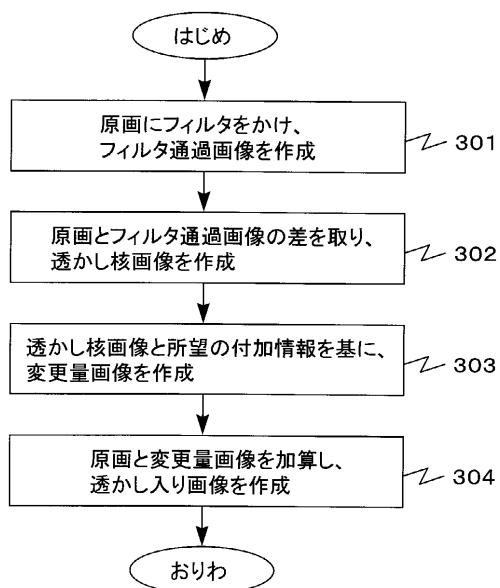 はじめ
原画にフィルタをかけ、
フィルタ通過画像を作成
301
原画とフィルタ通過画像の差を取り、
透かし核画像を作成
302
透かし核画像と所望の付加情報を基に、
変更量画像を作成
303
原画と変更量画像を加算し、
透かし入り画像を作成
304
おりわ